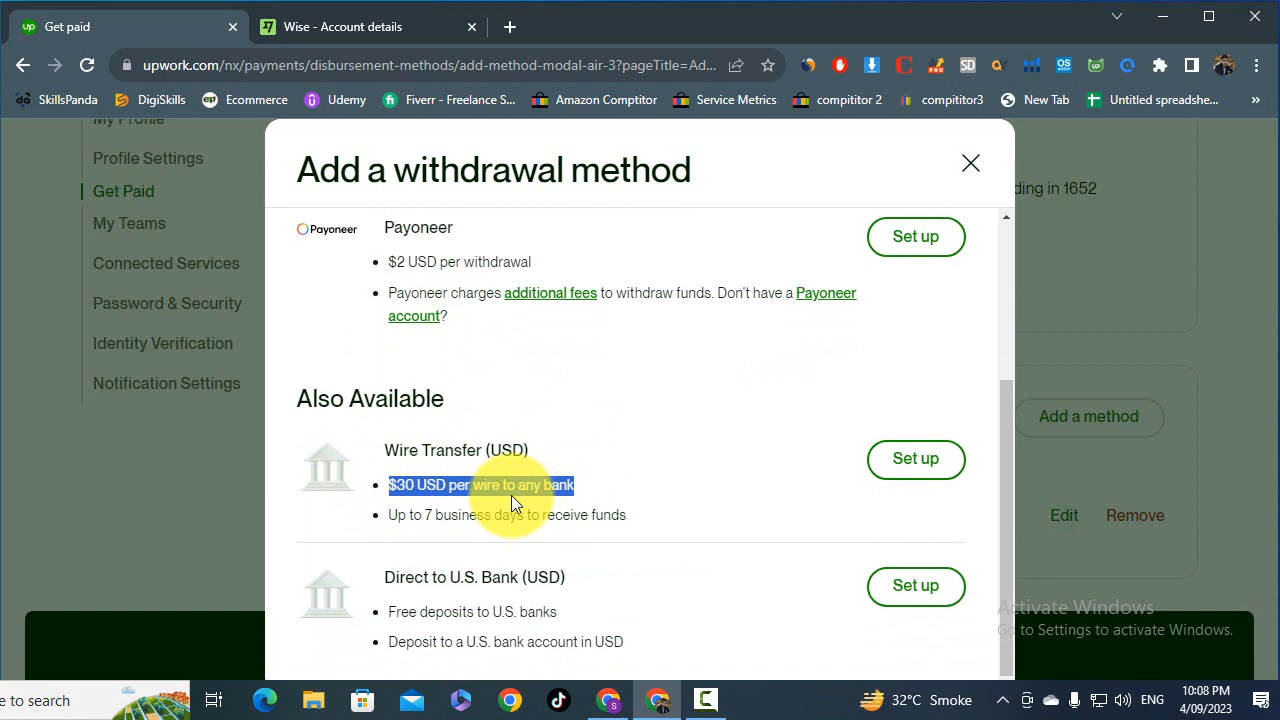 Get paid
Wise - Account details
upwork.com/nx/payments/disbursement-methods/add-method-modal-air-3?pageTitle=Ad...
SkillsPanda
DigiSkills
Ecommerce
Udemy
Fiverr - Freelance S...
Amazon Comptitor
Service Metrics
compititor 2
compititor3
New Tab
Untitled spreadshe...
»
My Profile
Profile Settings
Get Paid
My Teams
Connected Services
Password & Security
Identity Verification
Notification Settings
Add a withdrawal method
ding in 1652
Payoneer
Payoneer
Set up
• $2 USD per withdrawal
• Payoneer charges additional fees to withdraw funds. Don't have a Payoneer
account?
Also Available
Add a method
Wire Transfer (USD)
Set up
• $30 USD per wire to any bank
• Up to 7 business days to receive funds
Edit
Remove
Direct to U.S. Bank (USD)
Set up
• Free deposits to U.S. banks
• Deposit to a U.S. bank account in USD
Activate Windows
Go to Settings to activate Windows.
e to search
32°C Smoke
ENG
10:08 PM
4/09/2023